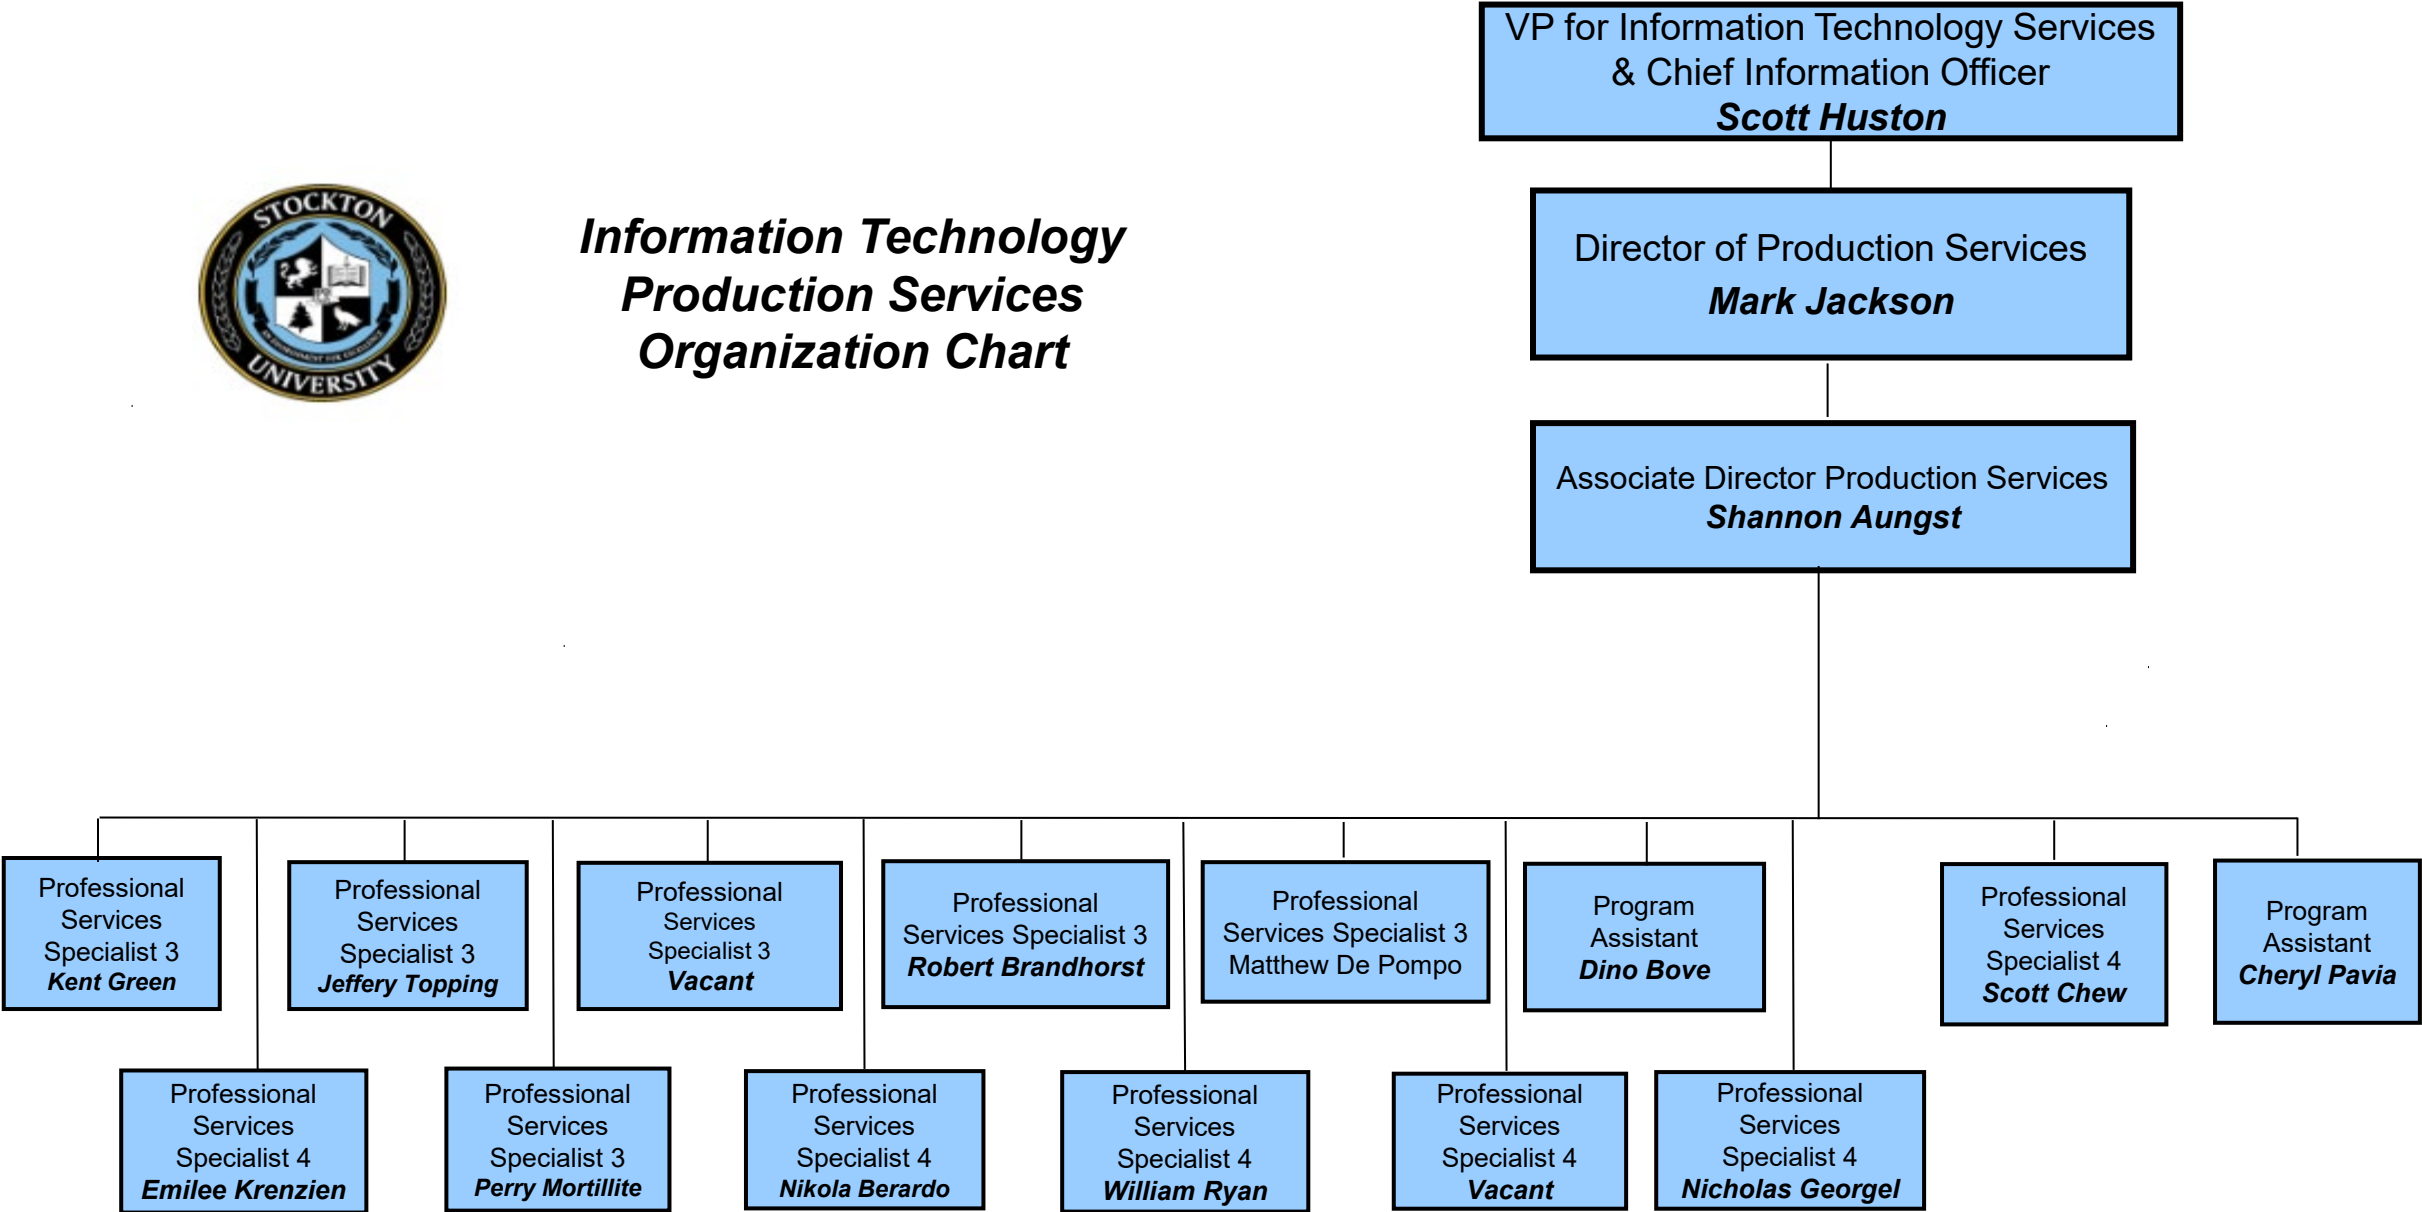 VP for Information Technology Services
& Chief Information Officer
Scott Huston
STOCKTON
UNIVERSITY
Information Technology
Production Services
Organization Chart
Director of Production Services
Mark Jackson
Associate Director Production Services
Shannon Aungst
Professional
Services
Specialist 3
Kent Green
Professional
Services
Specialist 3
Jeffery Topping
Professional
Services
Specialist 3
Vacant
Professional
Services Specialist 3
Robert Brandhorst
Professional
Services Specialist 3
Matthew De Pompo
Program
Assistant
Dino Bove
Professional
Services
Specialist 4
Scott Chew
Program
Assistant
Cheryl Pavia
Professional
Services
Specialist 4
Emilee Krenzien
Professional
Services
Specialist 3
Perry Mortillite
Professional
Services
Specialist 4
Nikola Berardo
Professional
Services
Specialist 4
William Ryan
Professional
Services
Specialist 4
Vacant
Professional
Services
Specialist 4
Nicholas Georgel